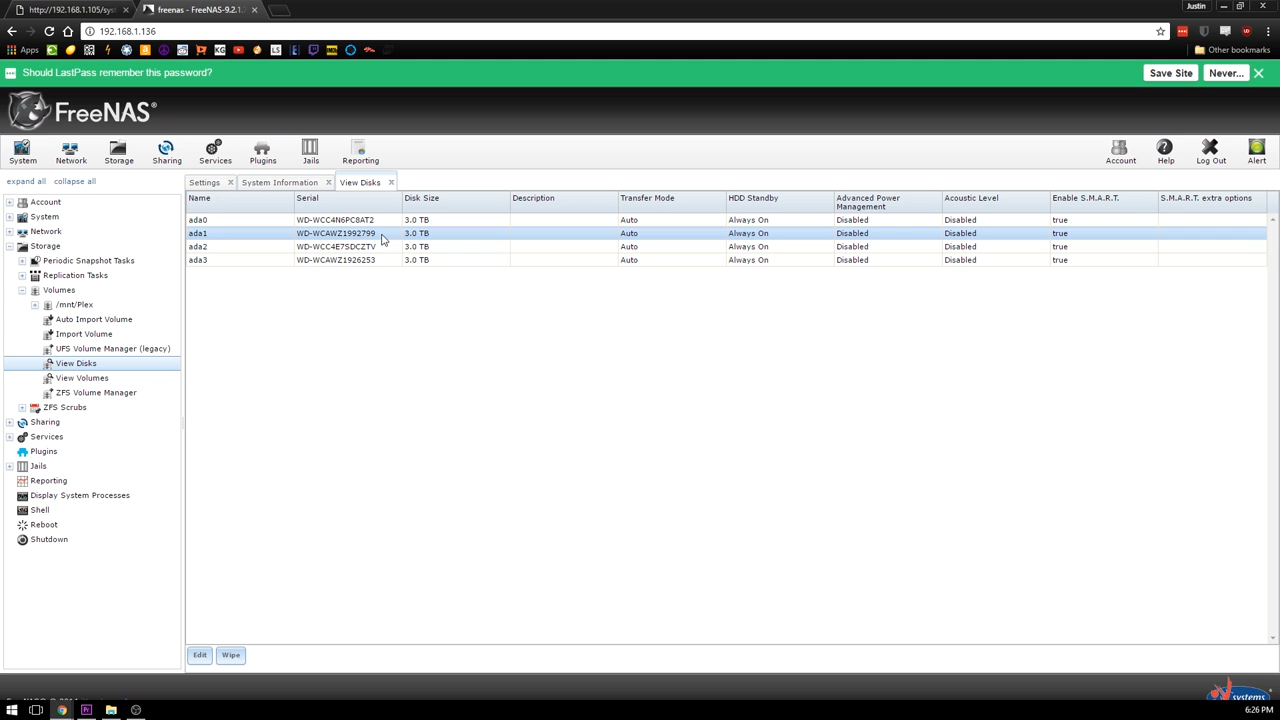 http://192.168.1.105/sys
freenas - FreeNAS-9.2.1.
Justin
192.168.1.136
Apps
Other bookmarks
Should LastPass remember this password?
Save Site
Never...
FreeNAS®
System
Network
Storage
Sharing
Services
Plugins
Jails
Reporting
Account
Help
Log Out
Alert
expand all
collapse all
Settings
System Information
View Disks
Name Serial Disk Size Description Transfer Mode HDD Standby Advanced Power Management Acoustic Level Enable S.M.A.R.T. S.M.A.R.T. extra options
ada0 WD-WCC4N6PC8AT2 3.0 TB Auto Always On Disabled Disabled true
ada1 WD-WCAWZ1992799 3.0 TB Auto Always On Disabled Disabled true
ada2 WD-WCC4E7SDCZTV 3.0 TB Auto Always On Disabled Disabled true
ada3 WD-WCAWZ1926253 3.0 TB Auto Always On Disabled Disabled true
Account
System
Network
Storage
Periodic Snapshot Tasks
Replication Tasks
Volumes
/mnt/Plex
Auto Import Volume
Import Volume
UFS Volume Manager (legacy)
View Disks
View Volumes
ZFS Volume Manager
ZFS Scrubs
Sharing
Services
Plugins
Jails
Reporting
Display System Processes
Shell
Reboot
Shutdown
Edit
Wipe
systems
6:26 PM